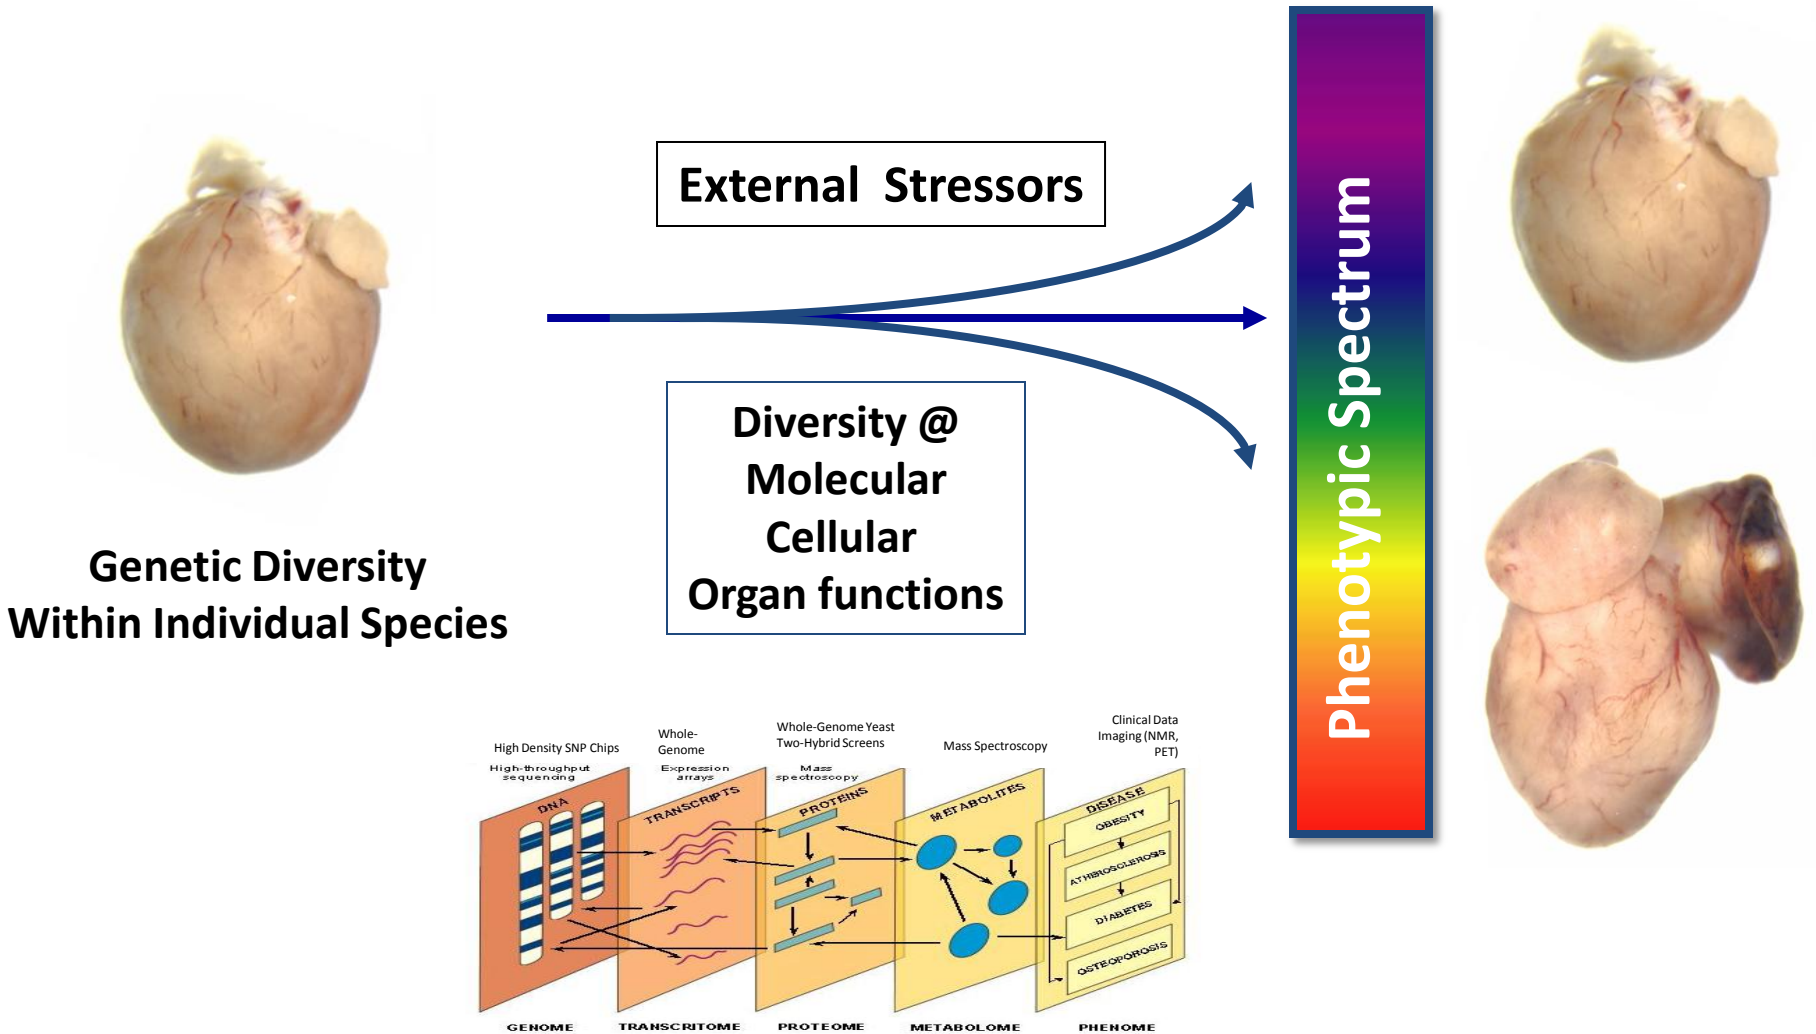 External  Stressors
Phenotypic Spectrum
Diversity @
Molecular
Cellular
Organ functions
Genetic Diversity
Within Individual Species
High Density SNP Chips
High-throughput
sequencing
Whole-
Genome
Expression
arrays
Whole-Genome Yeast
Two-Hybrid Screens
Mass
spectroscopy
Mass Spectroscopy
Clinical Data
Imaging (NMR,
PET)
DNA
TRANSCRIPTS
PROTEINS
METABOLITES
DISEASE
OBESITY
ATHEROSCLEROSIS
DIABETES
OSTEOPOROSIS
GENOME
TRANSCRITOME
PROTEOME
METABOLOME
PHENOME